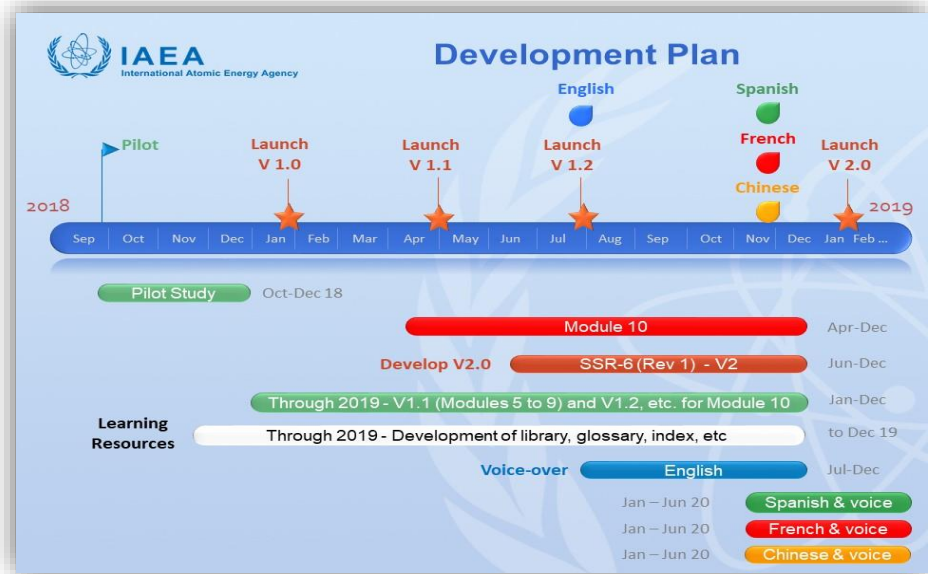 IAEA
International Atomic Energy Agency
Development Plan
English
Spanish
Pilot
Launch
V 1.0
Launch
V 1.1
Launch
V 1.2
French
Launch
V 2.0
Chinese
2018
2019
Sep Oct Nov Dec Jan Feb Mar Apr May Jun Jul Aug Sep Oct Nov Dec Jan Feb ...
Pilot Study Oct-Dec 18
Module 10 Apr-Dec
Develop V2.0 SSR-6 (Rev 1) - V2 Jun-Dec
Through 2019 - V1.1 (Modules 5 to 9) and V1.2, etc. for Module 10 Jan-Dec
Learning
Resources
Through 2019 - Development of library, glossary, index, etc to Dec 19
Voice-over English Jul-Dec
Jan – Jun 20 Spanish & voice
Jan – Jun 20 French & voice
Jan – Jun 20 Chinese & voice